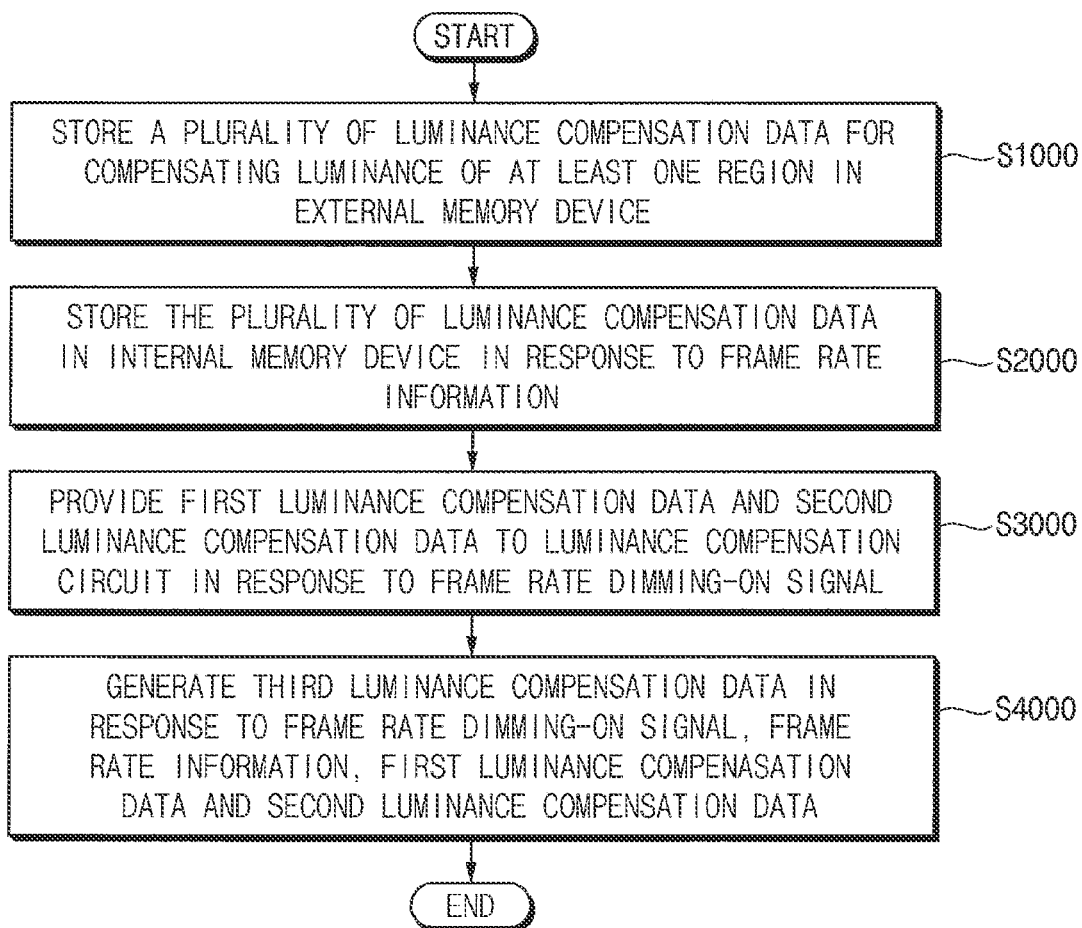 START
STORE A PLURALITY OF LUMINANCE COMPENSATION DATA FOR
COMPENSATING LUMINANCE OF AT LEAST ONE REGION IN
EXTERNAL MEMORY DEVICE
S1000
STORE THE PLURALITY OF LUMINANCE COMPENSATION DATA
IN INTERNAL MEMORY DEVICE IN RESPONSE TO FRAME RATE
INFORMATION
S2000
PROVIDE FIRST LUMINANCE COMPENSATION DATA AND SECOND
LUMINANCE COMPENSATION DATA TO LUMINANCE COMPENSATION
CIRCUIT IN RESPONSE TO FRAME RATE DIMMING-ON SIGNAL
S3000
GENERATE THIRD LUMINANCE COMPENSATION DATA IN
RESPONSE TO FRAME RATE DIMMING-ON SIGNAL, FRAME
RATE INFORMATION, FIRST LUMINANCE COMPENASATION
DATA AND SECOND LUMINANCE COMPENSATION DATA
S4000
END